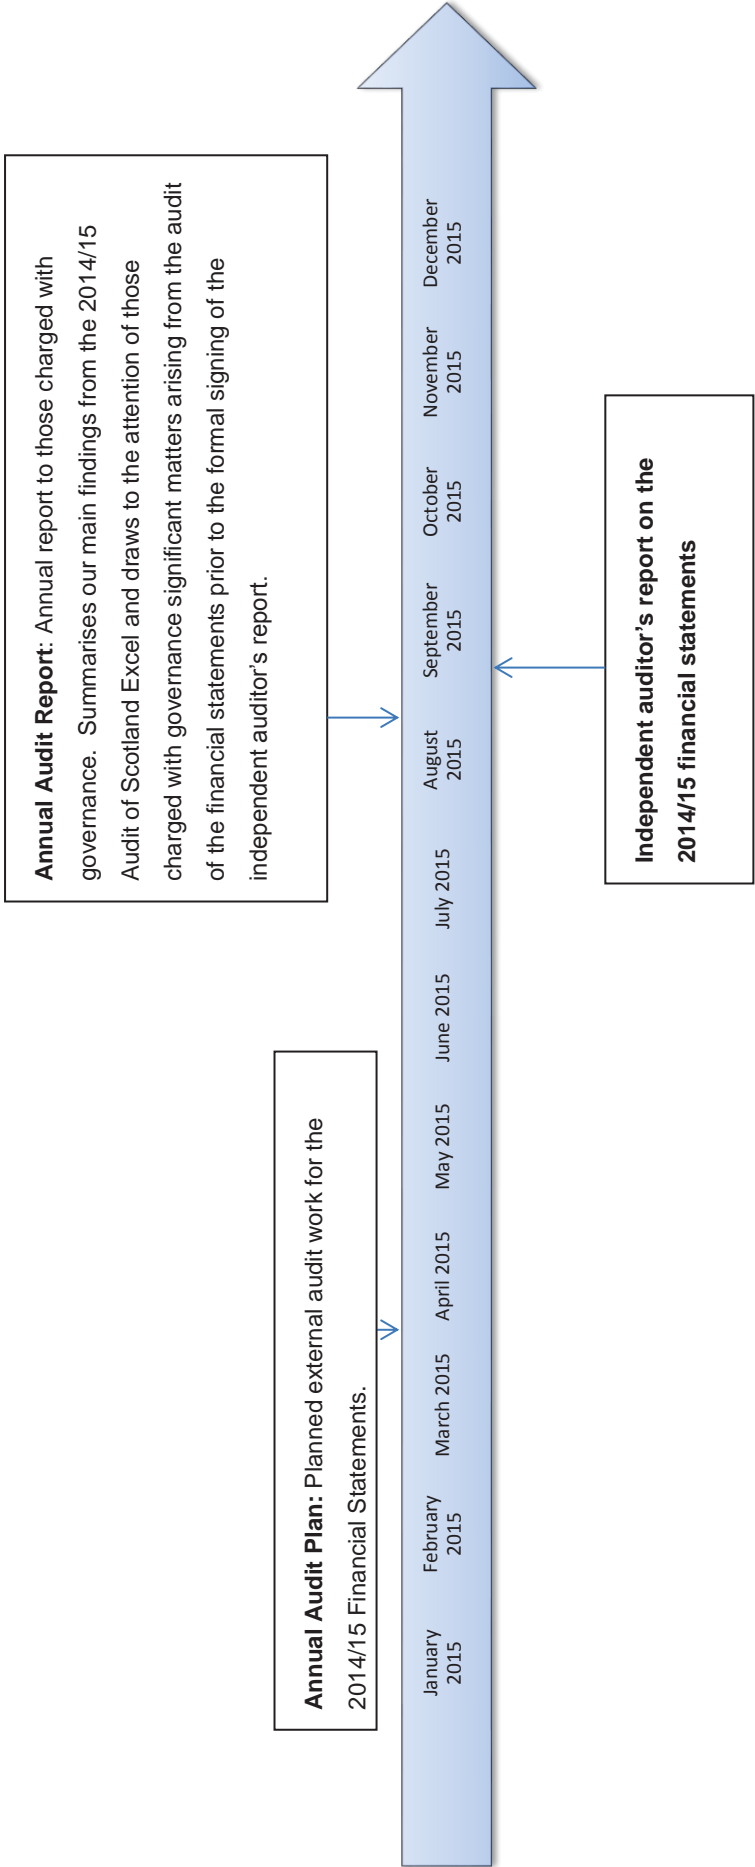 Annual Audit Report: Annual report to those charged with
governance. Summarises our main findings from the 2014/15
Audit of Scotland Excel and draws to the attention of those
charged with governance significant matters arising from the audit
of the financial statements prior to the formal signing of the
independent auditor’s report.
Annual Audit Plan: Planned external audit work for the
2014/15 Financial Statements.
January
2015
February
2015
March 2015
April 2015
May 2015
June 2015
July 2015
August
2015
September
2015
October
2015
November
2015
December
2015
Independent auditor’s report on the
2014/15 financial statements